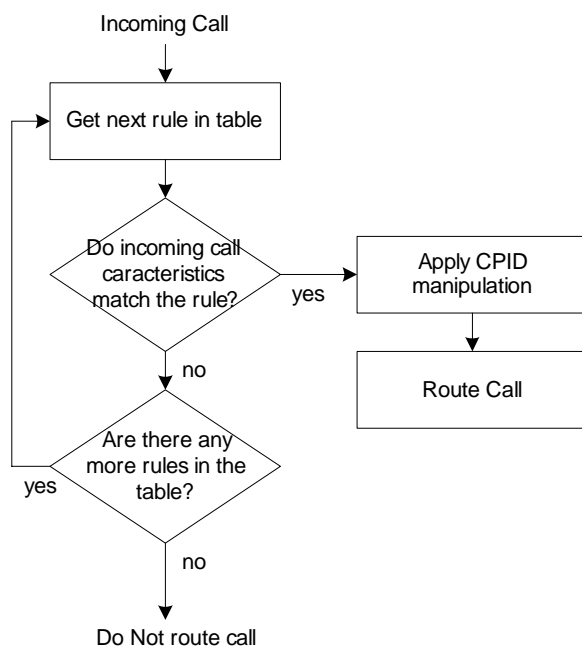 Incoming Call
Get next rule in table
Do incoming call
caracteristics
match the rule?
yes
Apply CPID
manipulation
Route Call
no
Are there any
more rules in the
table?
yes
no
Do Not route call